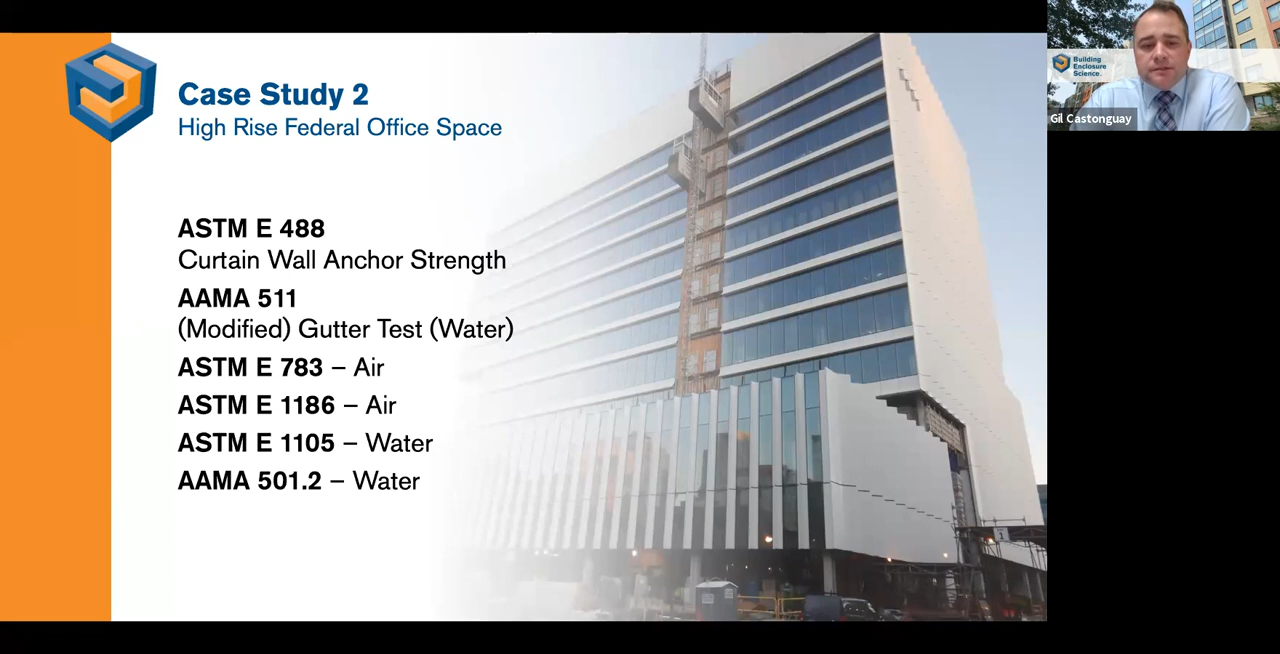 Case Study 2
High Rise Federal Office Space
ASTM E 488
Curtain Wall Anchor Strength
AAMA 511
(Modified) Gutter Test (Water)
ASTM E 783 – Air
ASTM E 1186 – Air
ASTM E 1105 – Water
AAMA 501.2 – Water
Building
Enclosure
Science
Gil Castonguay